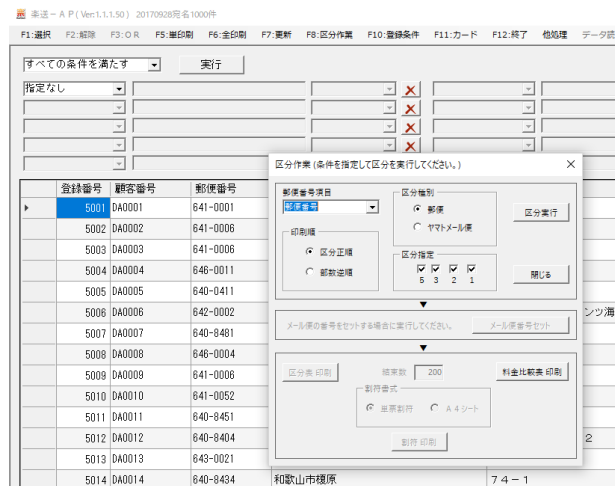 楽送－ＡＰ( Ver:1.1.1.50 ) 20170928宛名1000件
F1:選択 F2:解除 F3:ＯＲ F5:単印刷 F6:全印刷 F7:更新 F8:区分作業 F10:登録条件 F11:カード F12:終了 他処理 データ読
すべての条件を満たす 実行
指定なし
区分作業 (条件を指定して区分を実行してください。)
郵便番号項目
郵便番号
印刷順
区分正順
部数逆順
区分種別
郵便
ヤマトメール便
区分指定
5 3 2 1
区分実行
閉じる
メール便の番号をセットする場合に実行してください。 メール便番号セット
区分表 印刷 結束数 200 料金比較表 印刷
割符書式
単票割符 Ａ４シート
割符 印刷
登録番号 顧客番号 郵便番号
5001 DA0001 641-0001
5002 DA0002 641-0006
5003 DA0003 641-0006
5004 DA0004 646-0011
5005 DA0005 640-0411
5006 DA0006 642-0002 ンツ海
5007 DA0007 640-8481
5008 DA0008 646-0004
5009 DA0009 641-0006
5010 DA0010 641-0052
5011 DA0011 640-8451
5012 DA0012 640-8404 2
5013 DA0013 643-0021
5014 DA0014 640-8434 和歌山市榎原 ７４－１